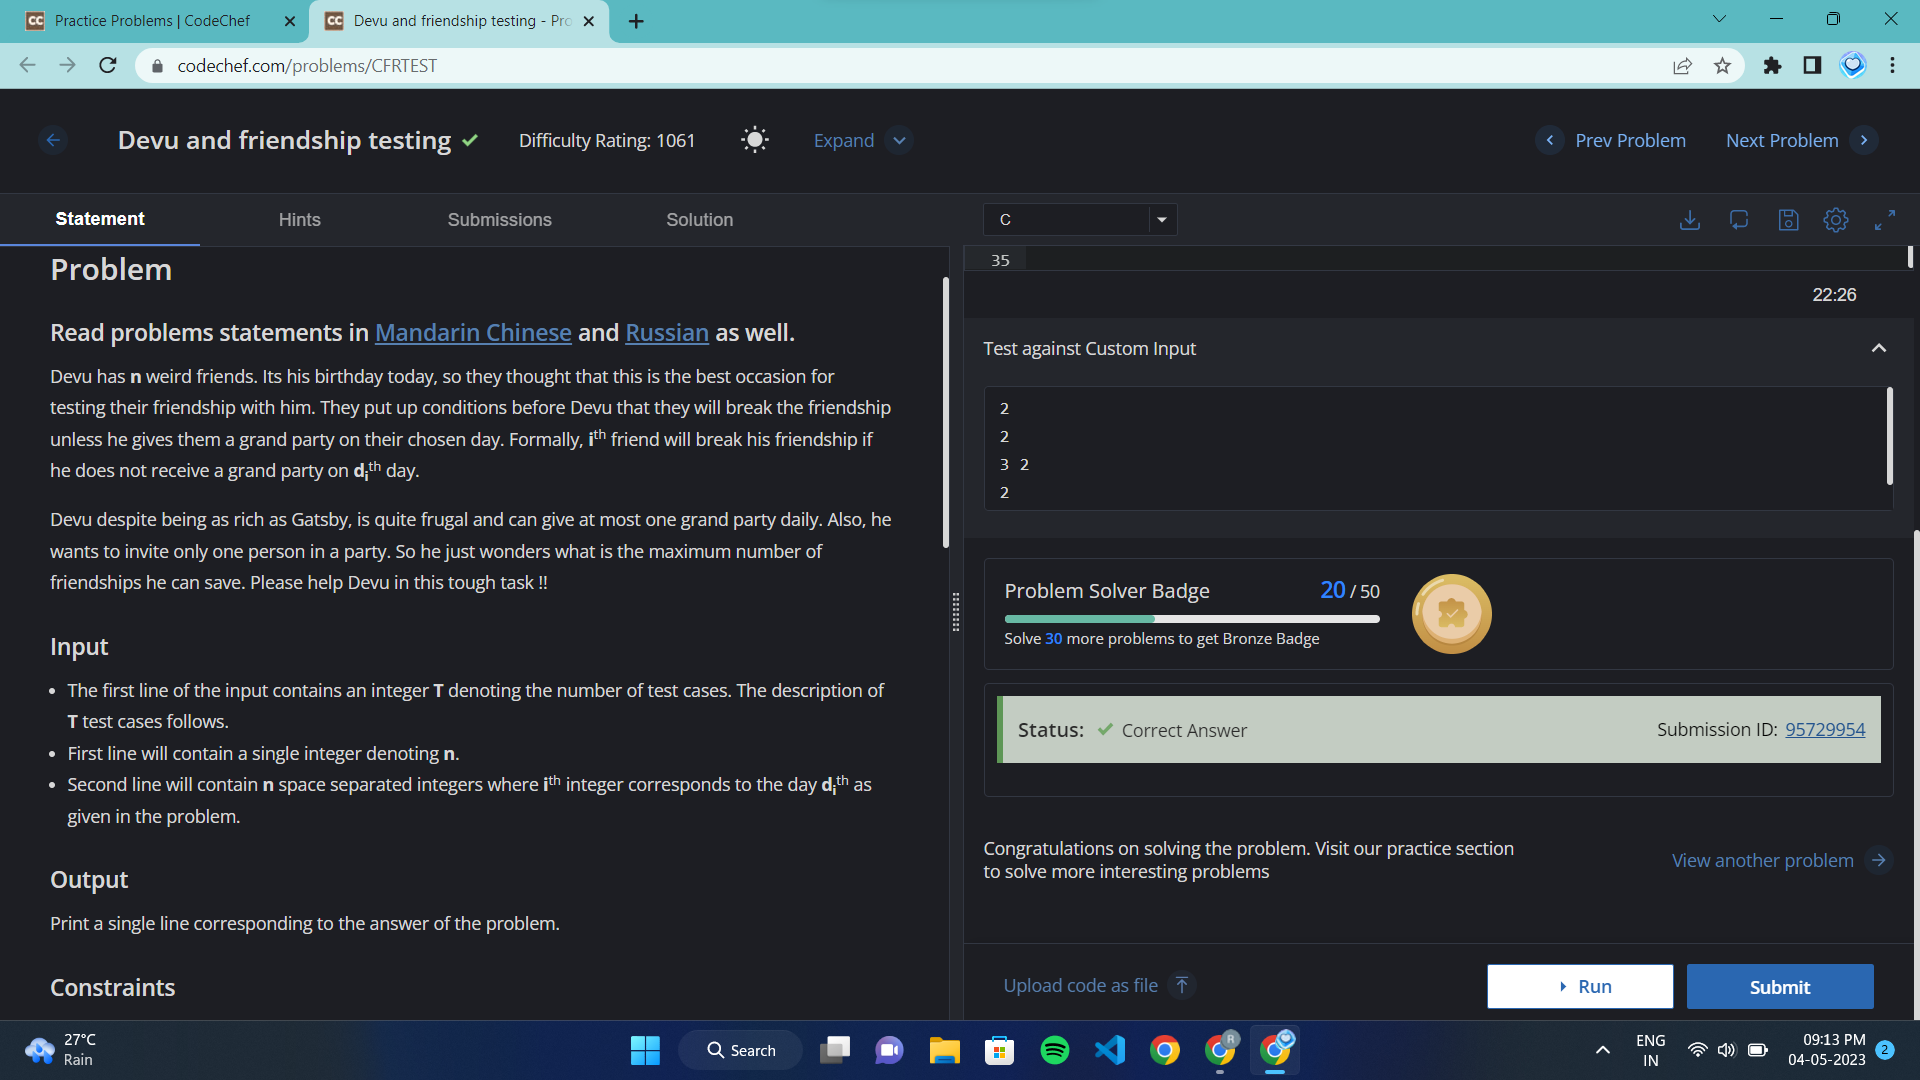 Practice Problems | CodeChef
Devu and friendship testing - Pro
codechef.com/problems/CFRTEST
Devu and friendship testing
Difficulty Rating: 1061
Expand
Prev Problem
Next Problem
Statement
Hints
Submissions
Solution
C
Problem
Read problems statements in Mandarin Chinese and Russian as well.
Devu has n weird friends. Its his birthday today, so they thought that this is the best occasion for
testing their friendship with him. They put up conditions before Devu that they will break the friendship
unless he gives them a grand party on their chosen day. Formally, ith friend will break his friendship if
he does not receive a grand party on dith day.
Devu despite being as rich as Gatsby, is quite frugal and can give at most one grand party daily. Also, he
wants to invite only one person in a party. So he just wonders what is the maximum number of
friendships he can save. Please help Devu in this tough task !!
Input
• The first line of the input contains an integer T denoting the number of test cases. The description of
T test cases follows.
• First line will contain a single integer denoting n.
• Second line will contain n space separated integers where ith integer corresponds to the day dith as
given in the problem.
Output
Print a single line corresponding to the answer of the problem.
Constraints
35
22:26
Test against Custom Input
2
2
3 2
2
Problem Solver Badge
20 / 50
Solve 30 more problems to get Bronze Badge
Status: Correct Answer
Submission ID: 95729954
Congratulations on solving the problem. Visit our practice section
to solve more interesting problems
View another problem
Upload code as file
Run
Submit
27°C
Rain
Search
R
ENG
IN
09:13 PM
04-05-2023
2